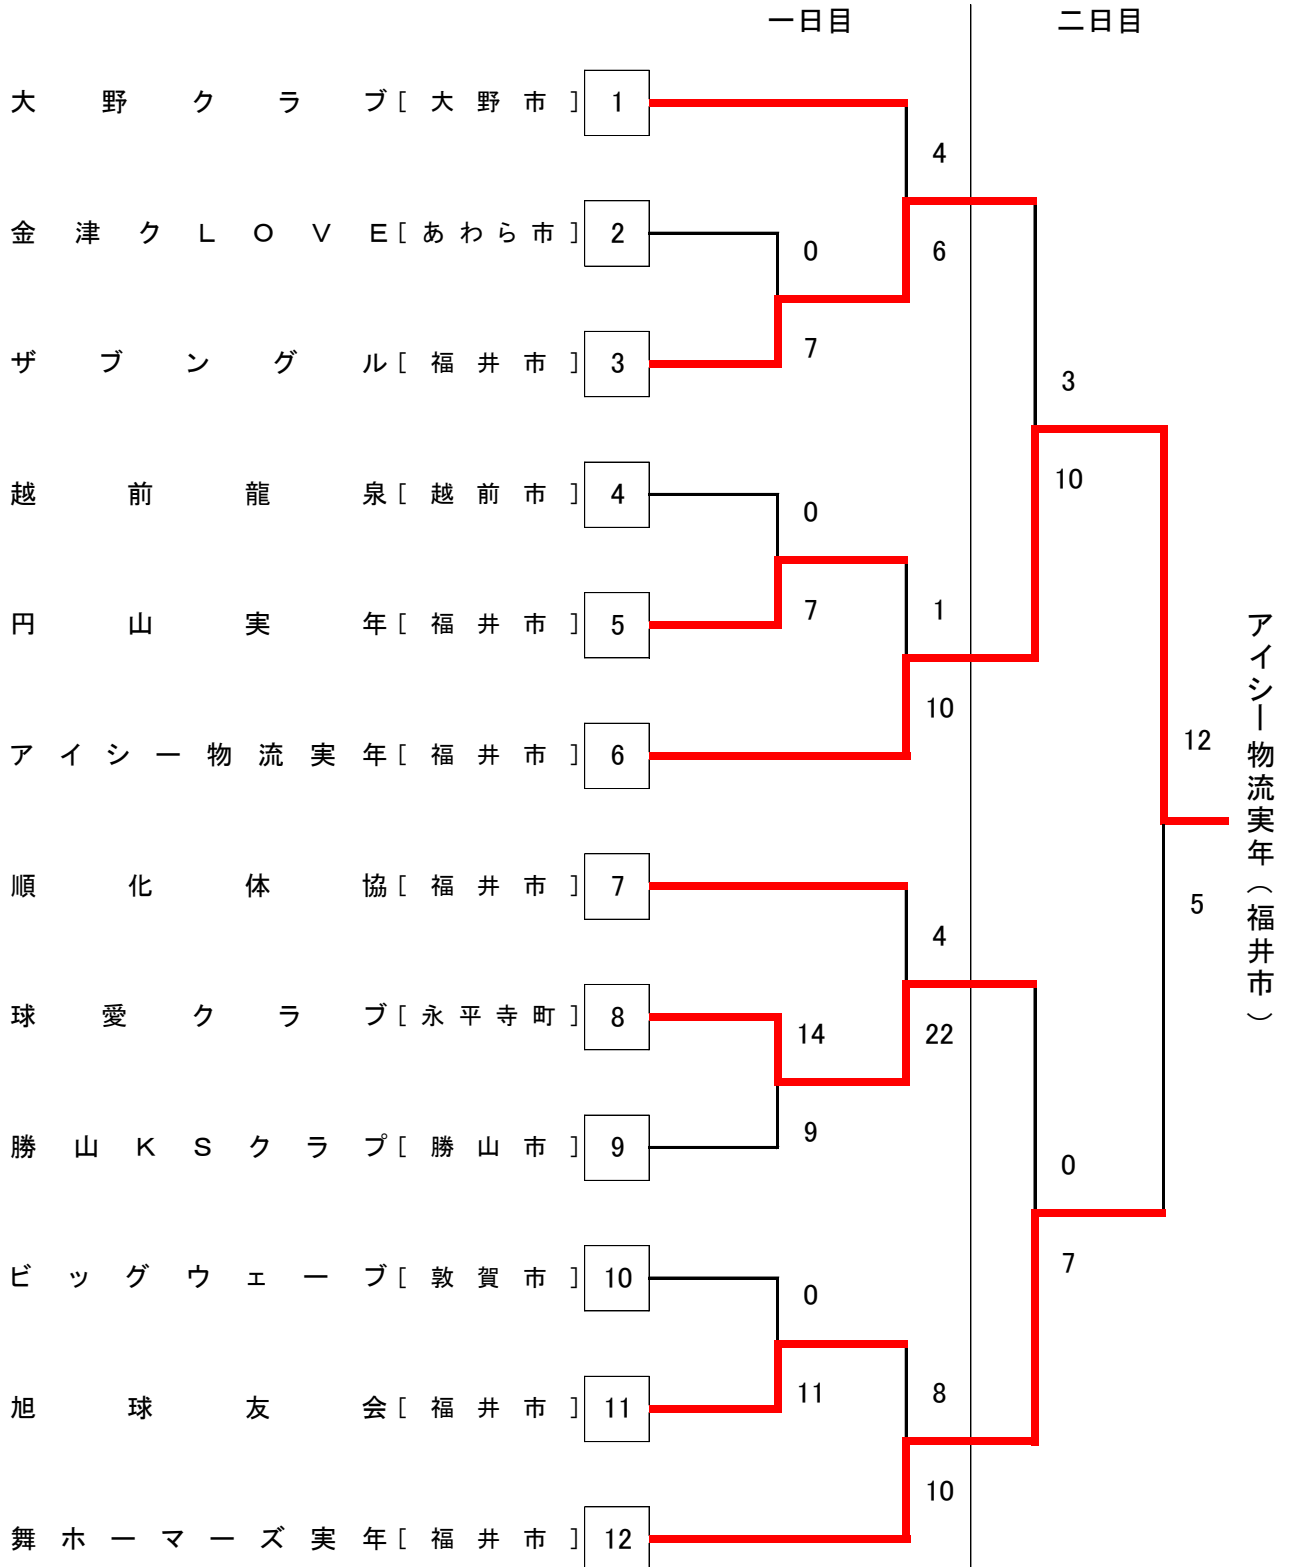 一日目 二日目
大野クラブ[大野市] 1
4
金津クLOVE[あわら市] 2
0 6
ザブングル[福井市] 3
7
3
越前龍泉[越前市] 4
10
0
円山実年[福井市] 5
7 1
アイシー物流実年[福井市] 6
10
12
アイシー物流実年(福井市)
順化体協[福井市] 7
5
4
球愛クラブ[永平寺町] 8
14 22
勝山KSクラプ[勝山市] 9
9
0
ビッグウェーブ[敦賀市] 10
7
0
旭球友会[福井市] 11
11 8
舞ホーマーズ実年[福井市] 12
10